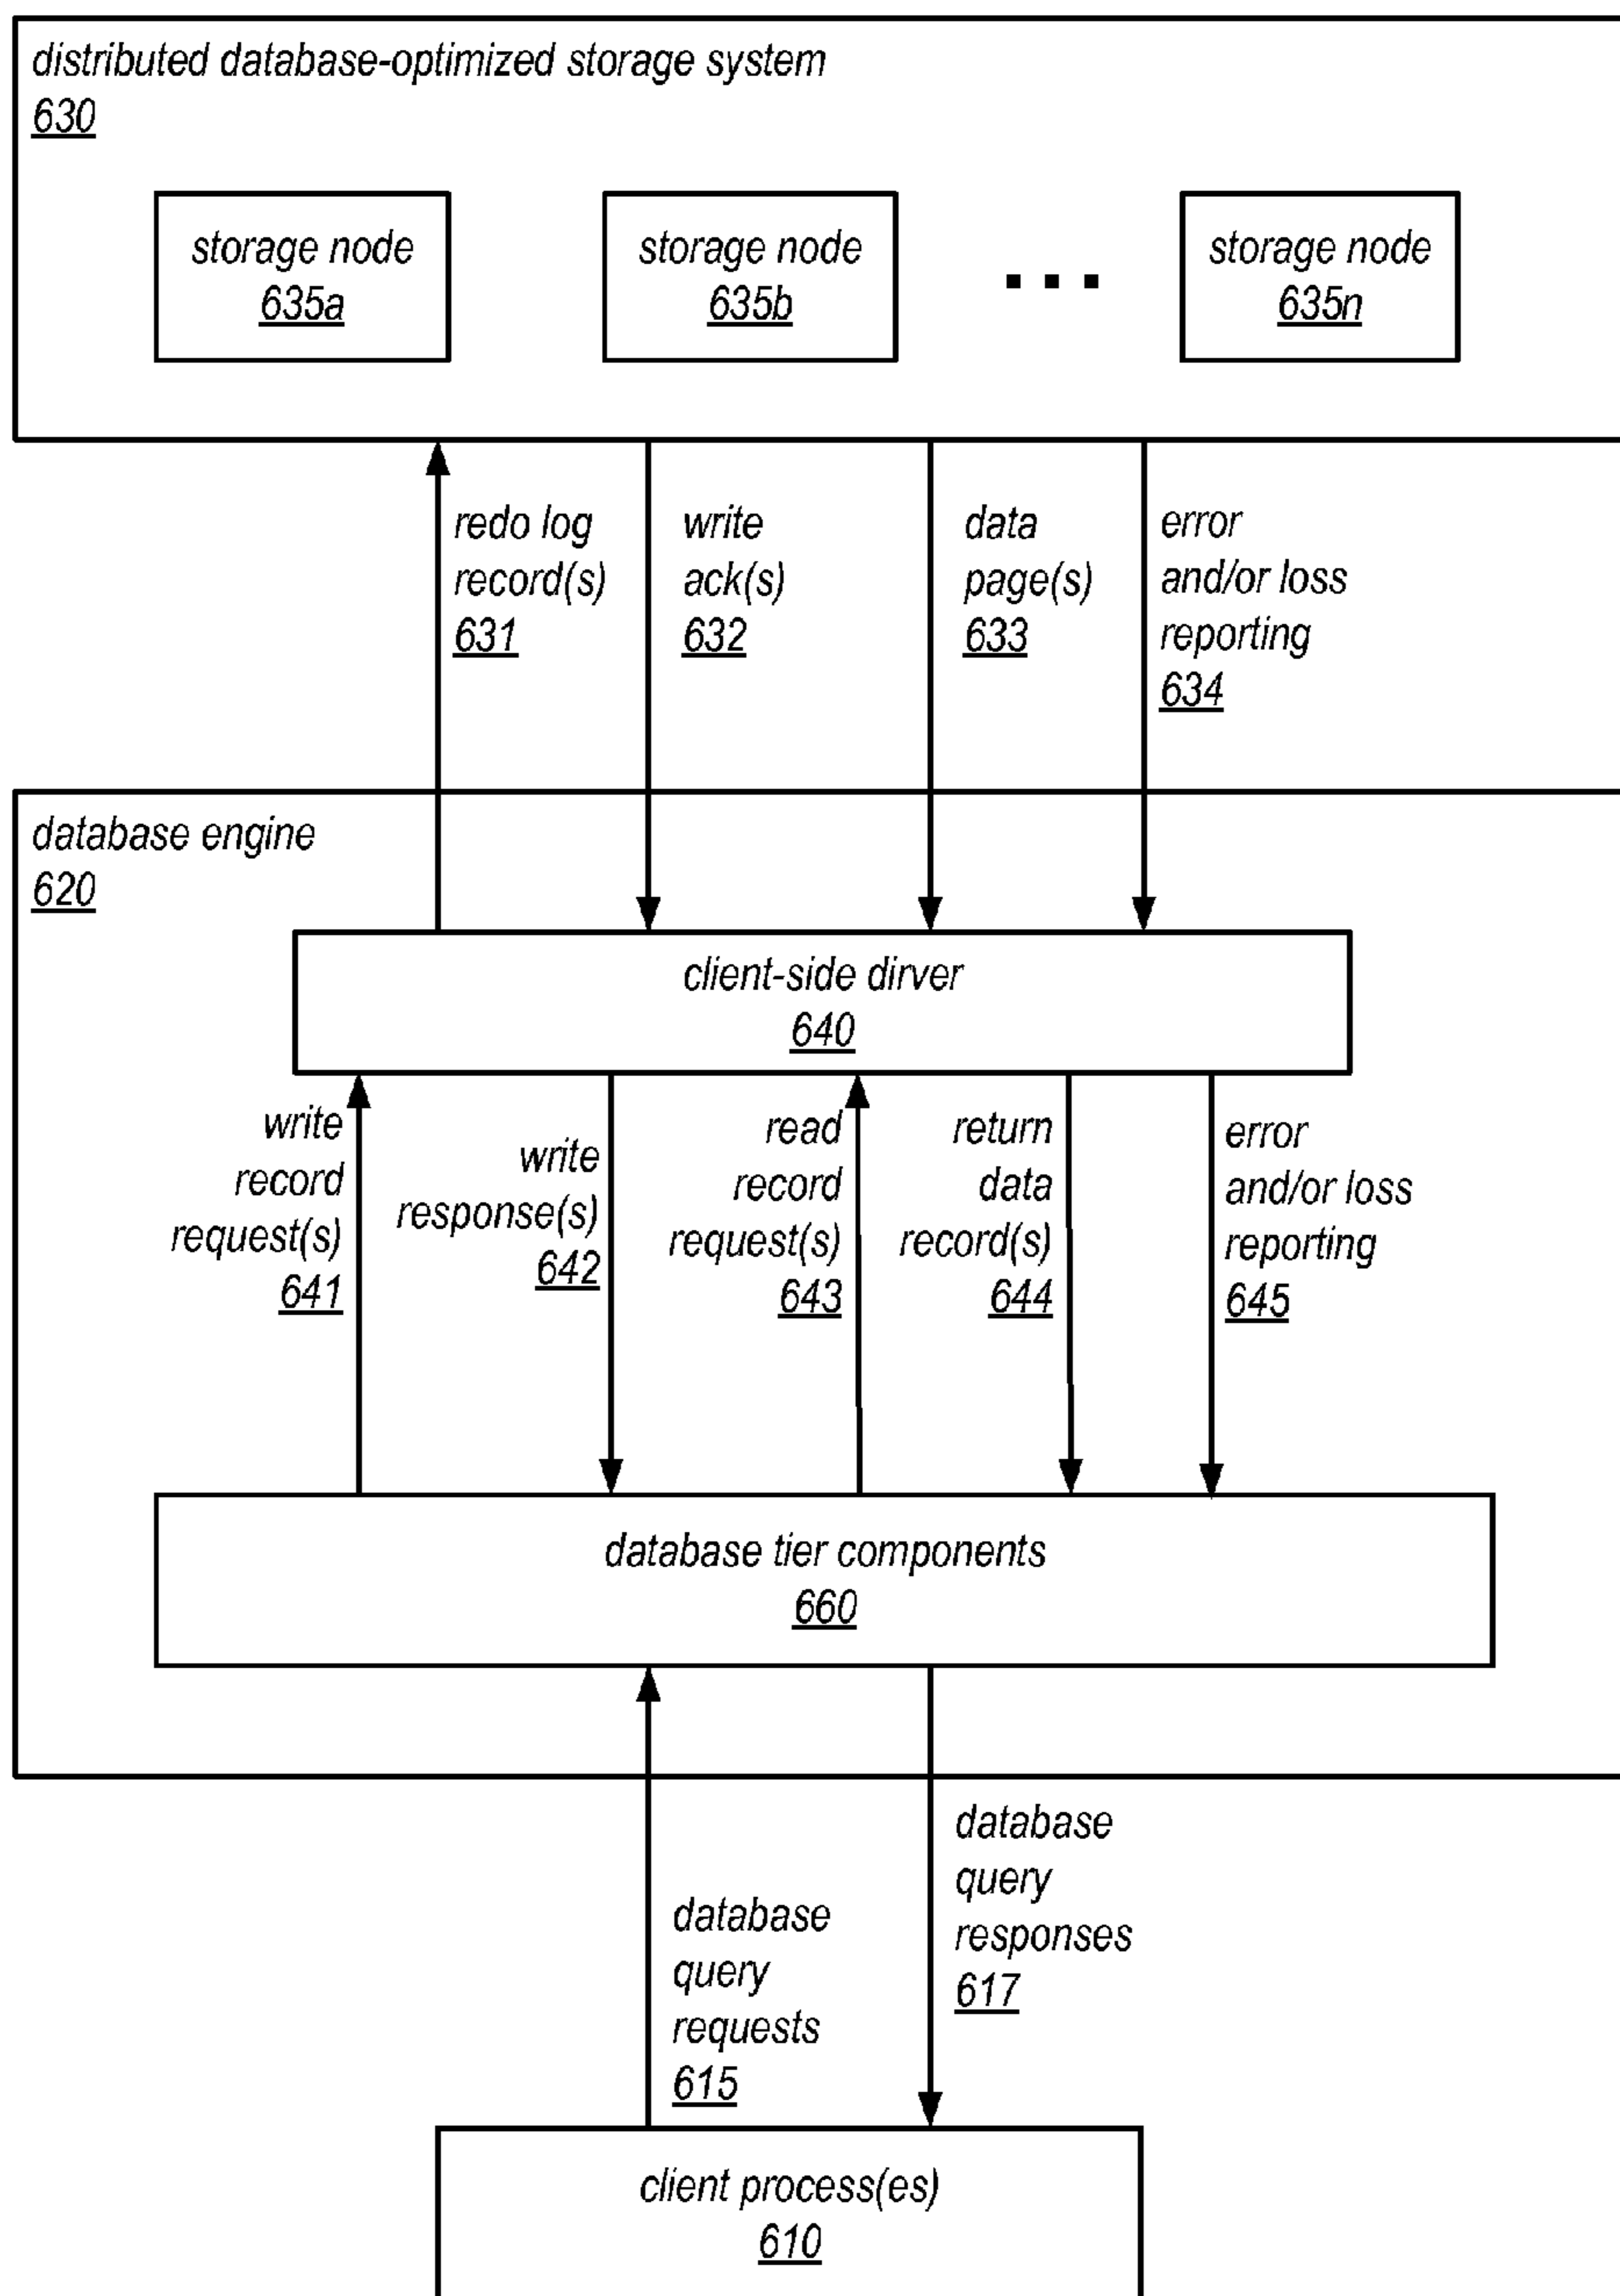 distributed database-optimized storage system
630
storage node
635a
storage node
635b
storage node
635n
redo log
record(s)
631
write
ack(s)
632
data
page(s)
633
error
and/or loss
reporting
634
database engine
620
client-side dirver
640
write
record
request(s)
641
write
response(s)
642
read
record
request(s)
643
return
data
record(s)
644
error
and/or loss
reporting
645
database tier components
660
database
query
requests
615
database
query
responses
617
client process(es)
610